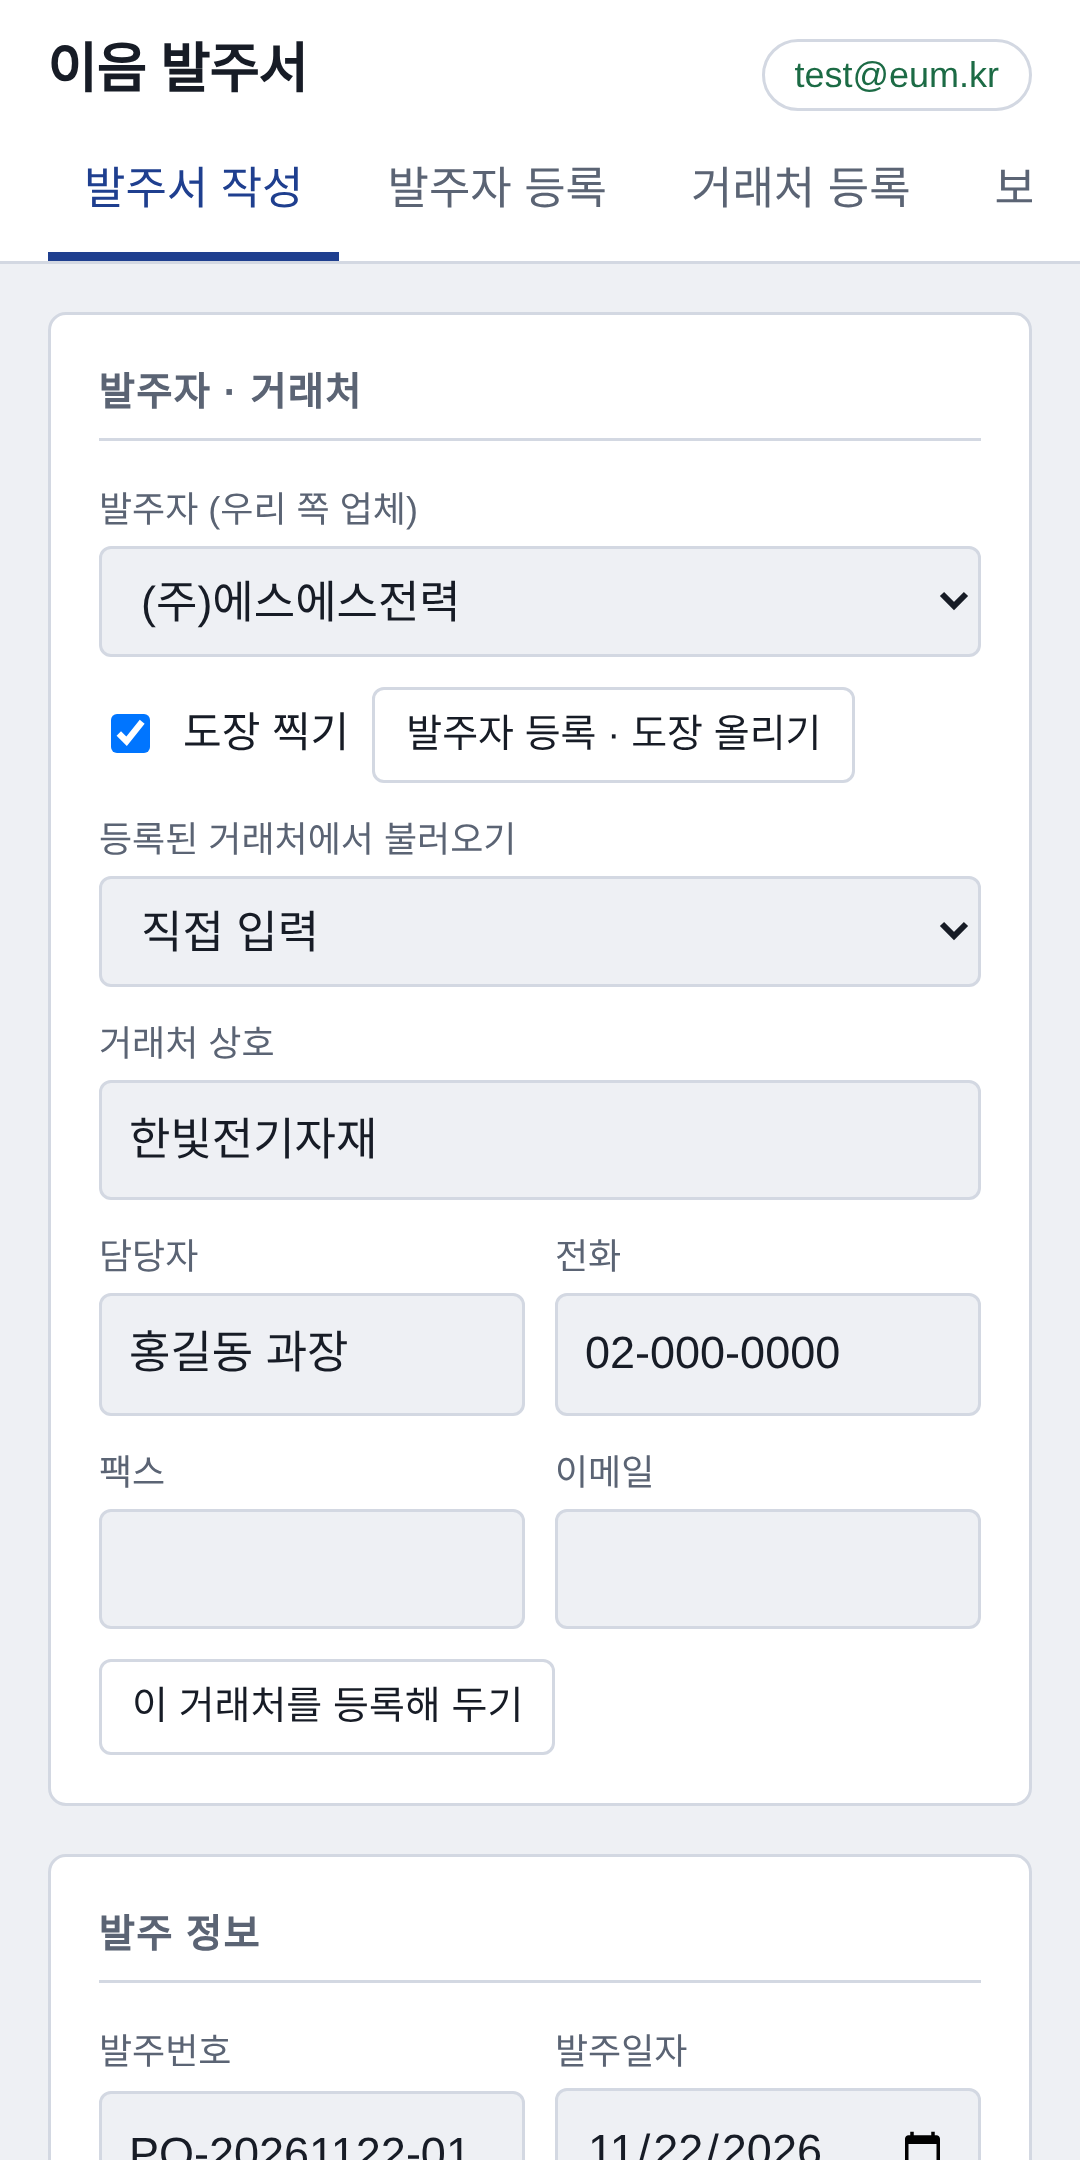 이음 발주서
test@eum.kr
발주서 작성 발주자 등록 거래처 등록 보
발주자 · 거래처
발주자 (우리 쪽 업체)
(주)에스에스전력
도장 찍기 발주자 등록 · 도장 올리기
등록된 거래처에서 불러오기
직접 입력
거래처 상호
한빛전기자재
담당자 전화
홍길동 과장 02-000-0000
팩스 이메일
이 거래처를 등록해 두기
발주 정보
발주번호 발주일자
PO-20261122-01 11/22/2026